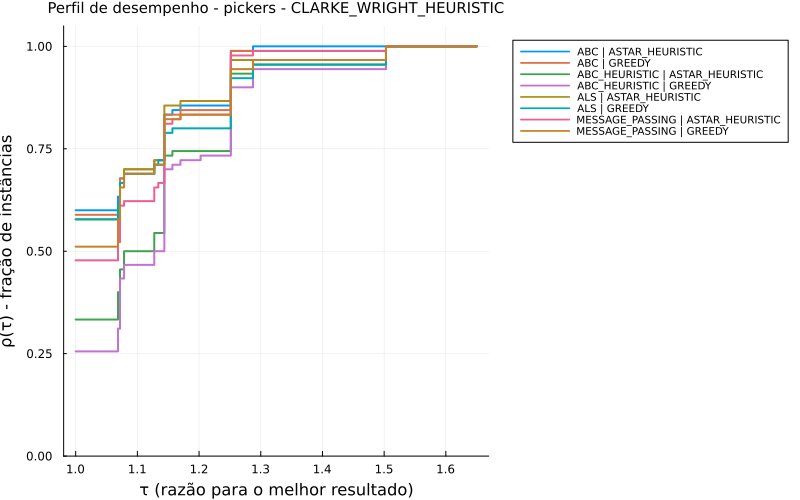 Perfil de desempenho - pickers - CLARKE_WRIGHT_HEURISTIC
ρ(τ) - fração de instâncias
1.00
0.75
0.50
0.25
0.00
1.0 1.1 1.2 1.3 1.4 1.5 1.6
τ (razão para o melhor resultado)
ABC | ASTAR_HEURISTIC
ABC | GREEDY
ABC_HEURISTIC | ASTAR_HEURISTIC
ABC_HEURISTIC | GREEDY
ALS | ASTAR_HEURISTIC
ALS | GREEDY
MESSAGE_PASSING | ASTAR_HEURISTIC
MESSAGE_PASSING | GREEDY